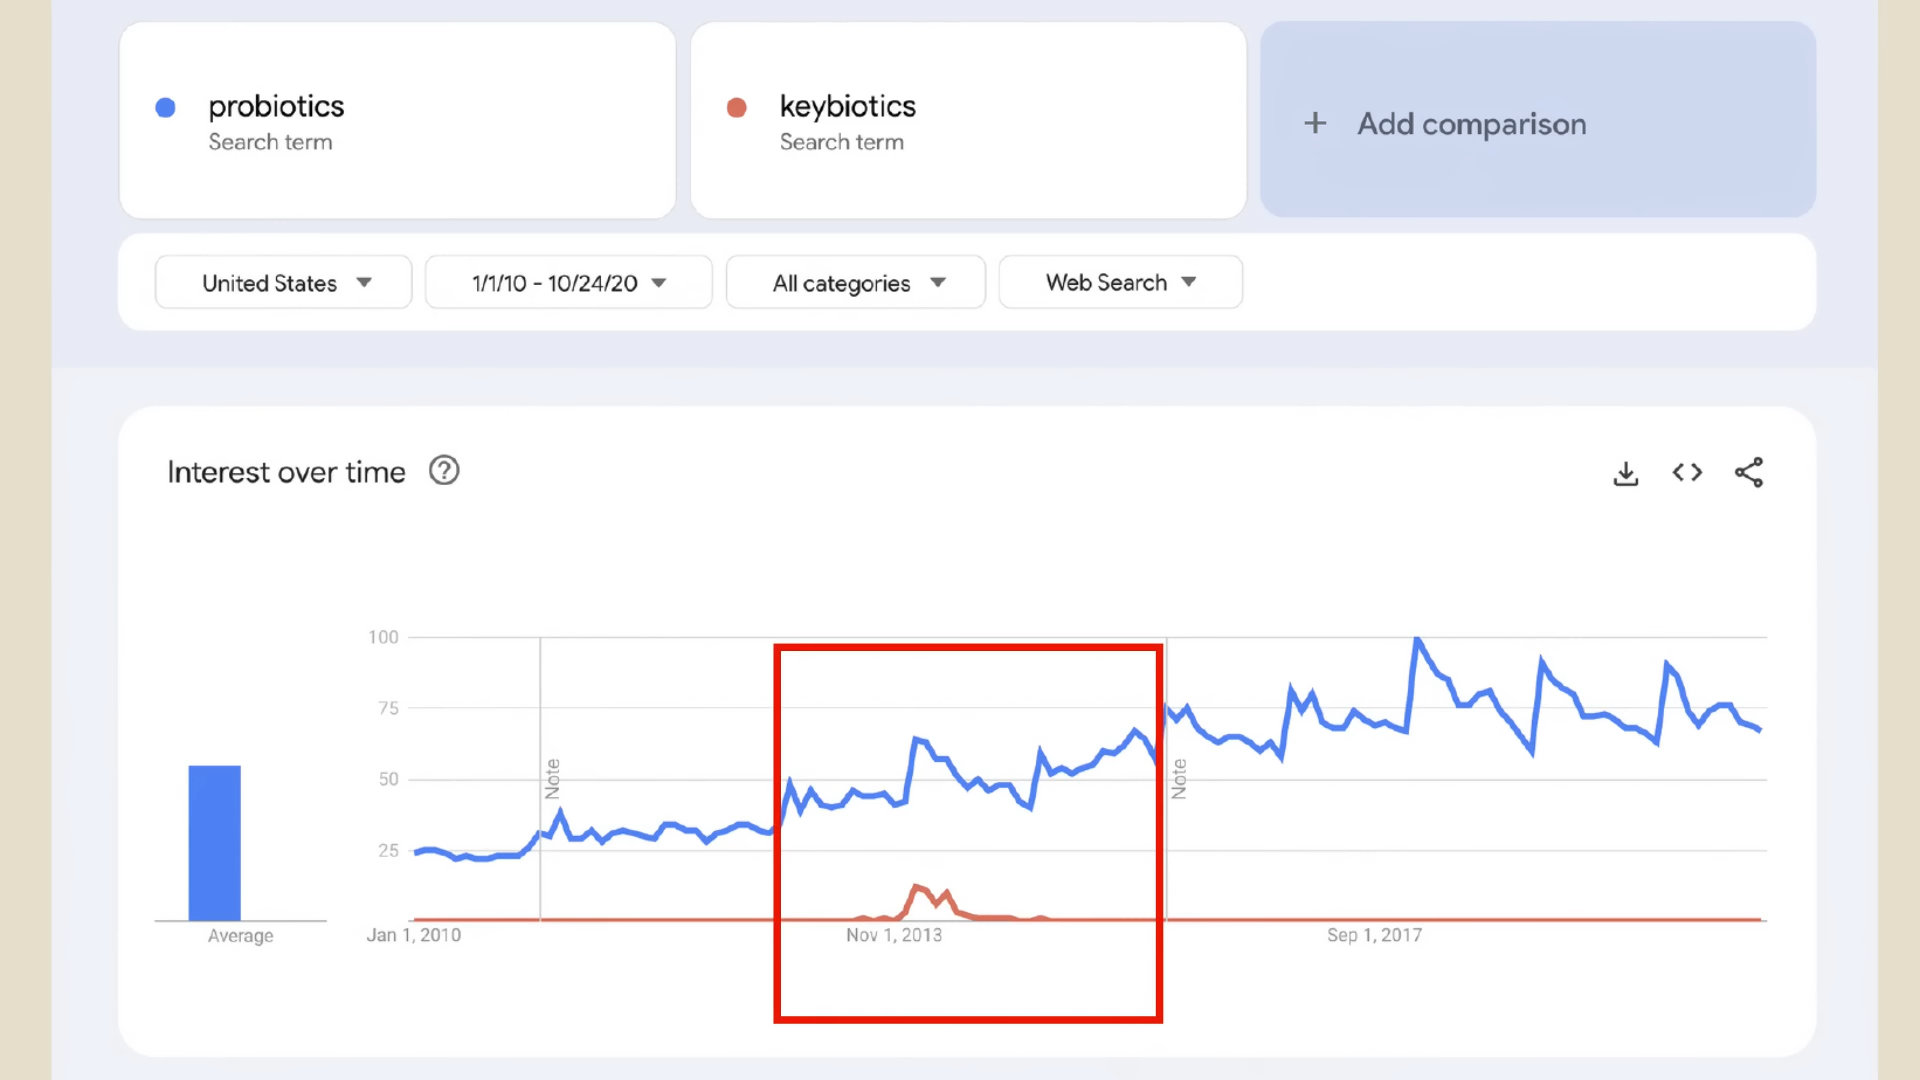 probiotics
Search term
keybiotics
Search term
+ Add comparison
United States
1/1/10 - 10/24/20
All categories
Web Search
Interest over time
100
75
50
25
Note
Note
Average
Jan 1, 2010
Nov 1, 2013
Sep 1, 2017